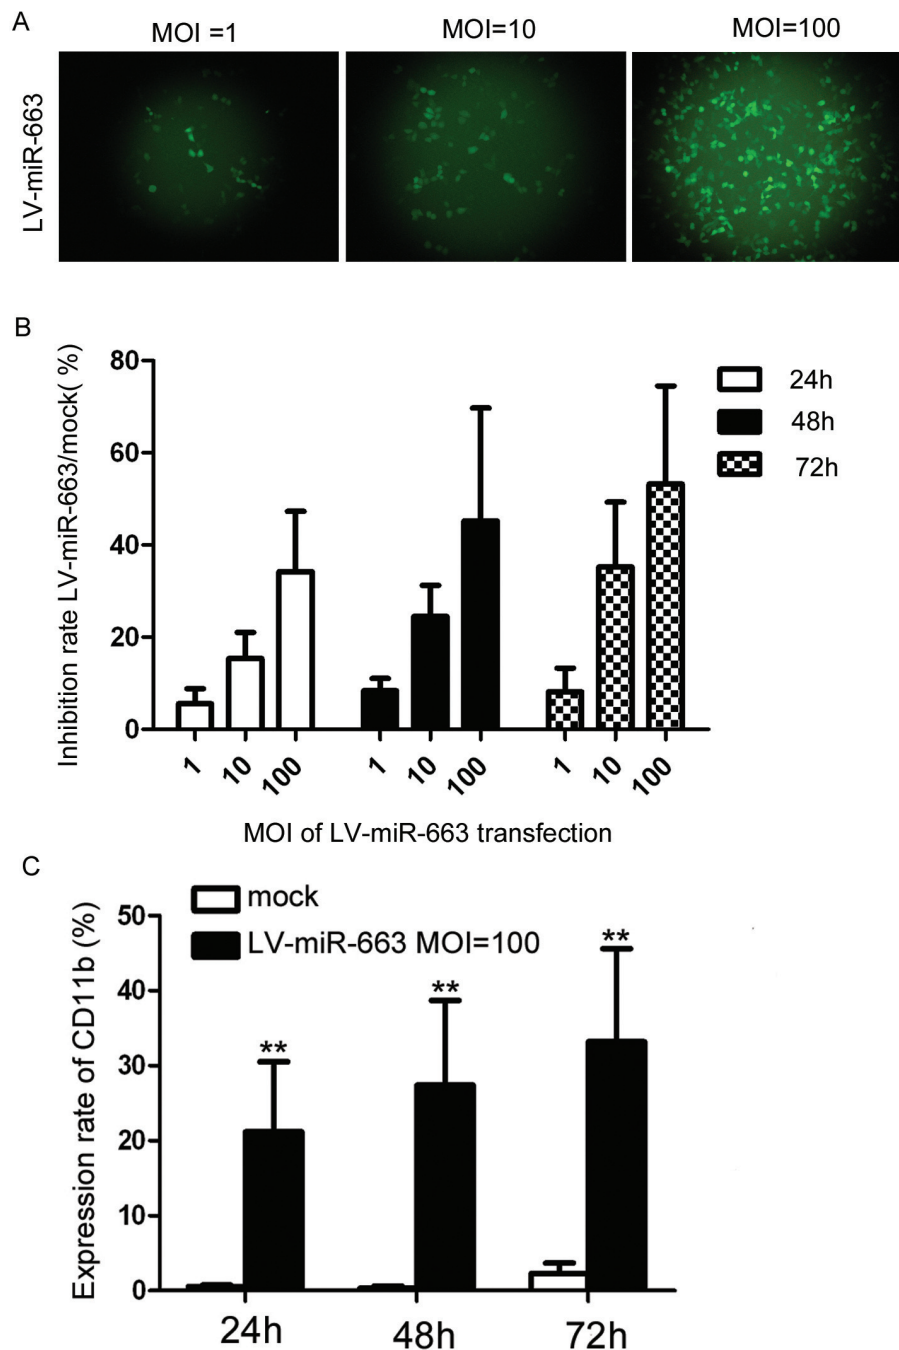 A
MOI =1
MOI=10
MOI=100
LV-miR-663
B
Inhibition rate LV-miR-663/mock( %)
80
60
40
20
0
24h
48h
72h
1
10
100
1
10
100
1
10
100
MOI of LV-miR-663 transfection
C
mock
LV-miR-663 MOI=100
Expression rate of CD11b (%)
50
40
30
20
10
0
**
**
**
24h
48h
72h